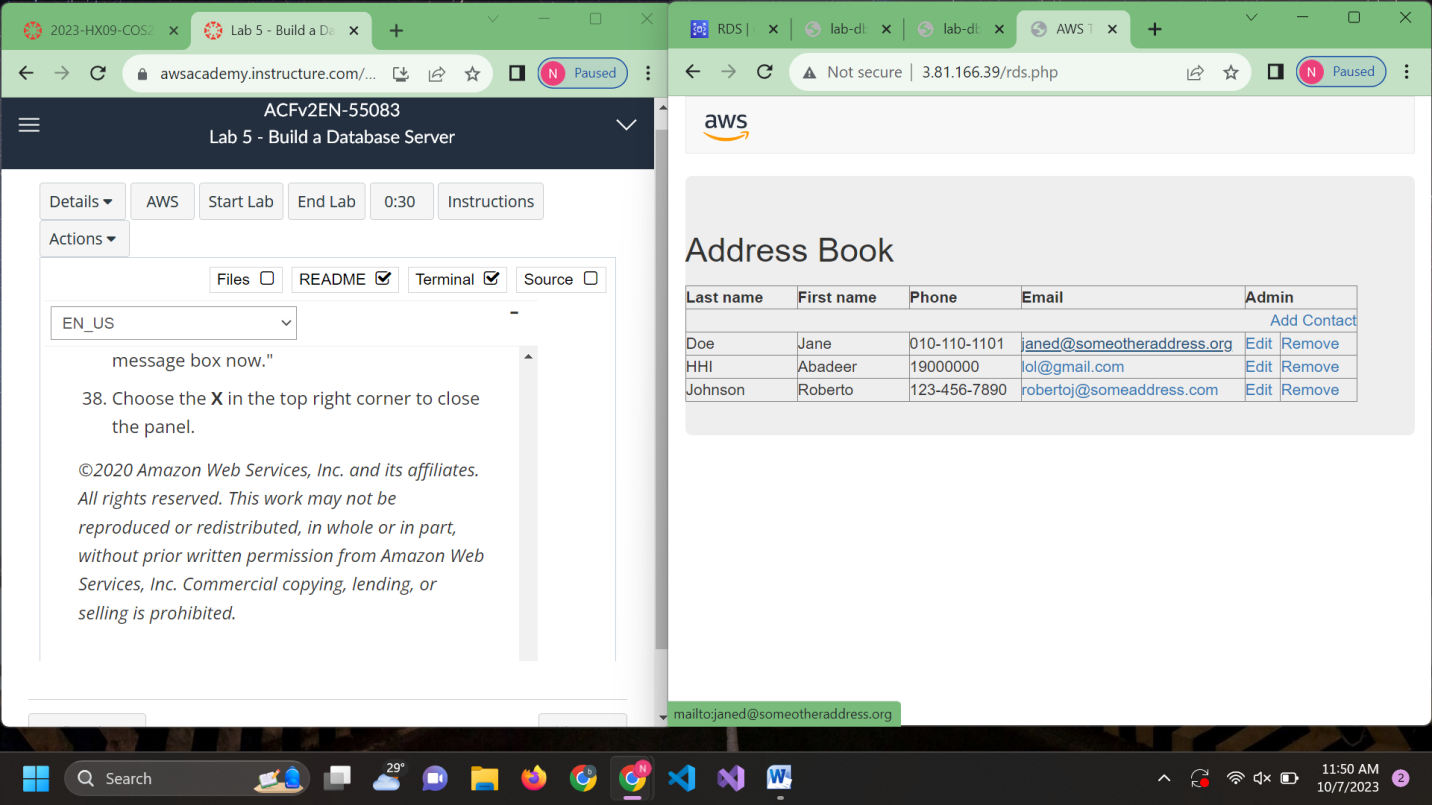 2023-HX09-COS2
Lab 5 - Build a Da
awsacademy.instructure.com/...
N Paused
ACFv2EN-55083
Lab 5 - Build a Database Server
Details
AWS
Start Lab
End Lab
0:30
Instructions
Actions
Files
README
Terminal
Source
EN_US
message box now."
38. Choose the X in the top right corner to close
the panel.
©2020 Amazon Web Services, Inc. and its affiliates.
All rights reserved. This work may not be
reproduced or redistributed, in whole or in part,
without prior written permission from Amazon Web
Services, Inc. Commercial copying, lending, or
selling is prohibited.
RDS |
lab-db
lab-db
AWS T
Not secure | 3.81.166.39/rds.php
N Paused
aws
Address Book
Last name First name Phone Email Admin
Add Contact
Doe Jane 010-110-1101 janed@someotheraddress.org Edit Remove
HHI Abadeer 19000000 lol@gmail.com Edit Remove
Johnson Roberto 123-456-7890 robertoj@someaddress.com Edit Remove
mailto:janed@someotheraddress.org
Search
29°
N
11:50 AM
10/7/2023
2